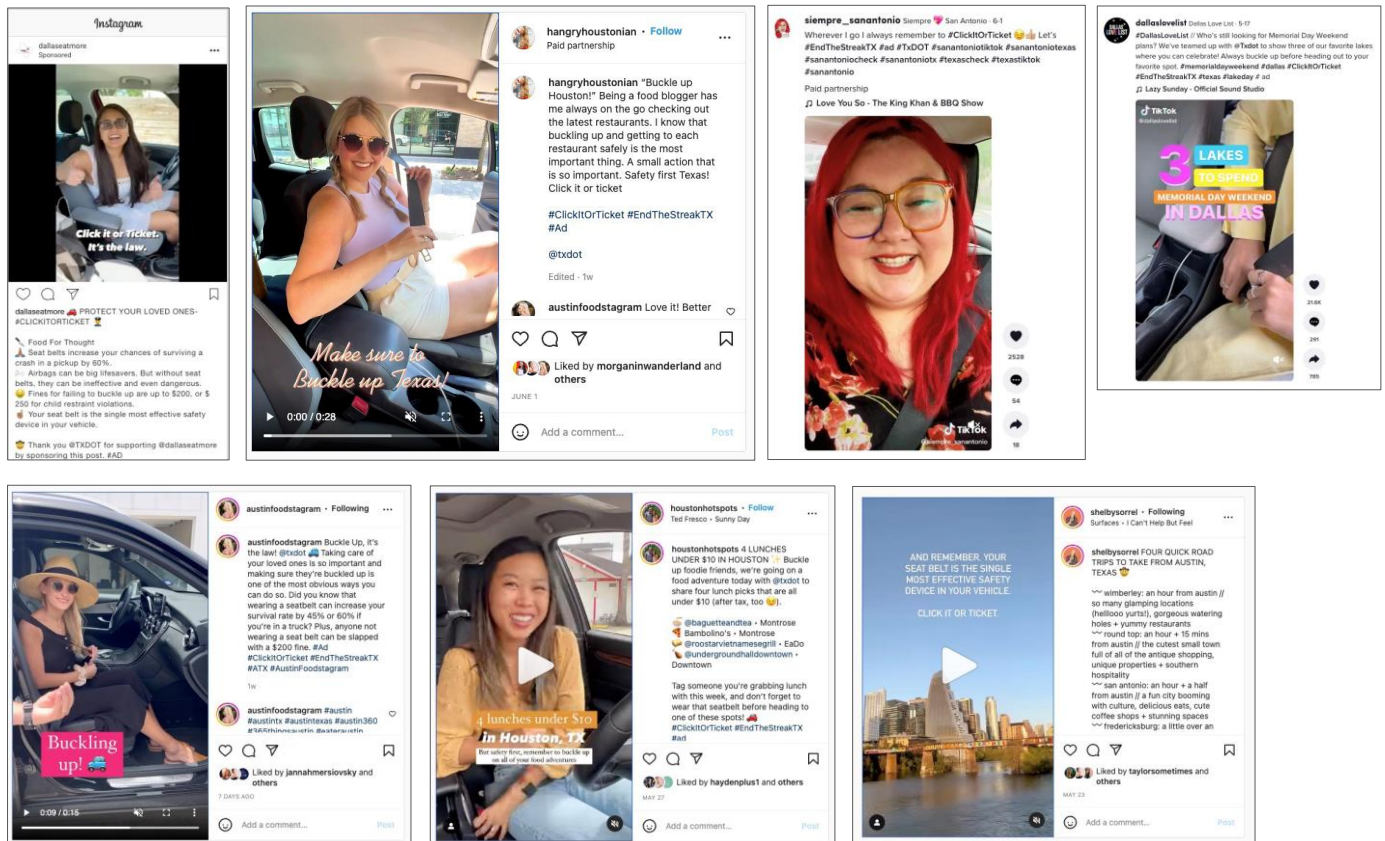 Instagram
dallaseatmore
Sponsored
Click it or Ticket.
It's the law.
dallaseatmore 🚗 PROTECT YOUR LOVED ONES-
#CLICKITORTICKET
Food For Thought
Seat belts increase your chances of surviving a
crash in a pickup by 60%.
Airbags can be big lifesavers. But without seat
belts, they can be ineffective and even dangerous.
Fines for failing to buckle up are up to $200, or $
250 for child restraint violations.
Your seat belt is the single most effective safety
device in your vehicle.
🤠 Thank you @TXDOT for supporting @dallaseatmore
by sponsoring this post. #AD
hangryhoustonian • Follow
Paid partnership
hangryhoustonian “Buckle up
Houston!” Being a food blogger has
me always on the go checking out
the latest restaurants. I know that
buckling up and getting to each
restaurant safely is the most
important thing. A small action that
is so important. Safety first Texas!
Click it or ticket
#ClickItOrTicket #EndTheStreakTX
#Ad
@txdot
Edited · 1w
austinfoodstagram Love it! Better
Liked by morganinwanderland and
others
JUNE 1
Add a comment...
Post
Make sure to
Buckle up Texas!
0:00 / 0:28
siempre_sanantonio Siempre 💖 San Antonio · 6-1
Wherever I go I always remember to #ClickItOrTicket 😊👍 Let's
#EndTheStreakTX #ad #TxDOT #sanantoniotiktok #sanantoniotexas
#sanantoniocheck #sanantoniotx #texascheck #texastiktok
#sanantonio
Paid partnership
♫ Love You So - The King Khan & BBQ Show
2528
54
18
TikTok
@siempre_sanantonio
DALLAS
LOVE LIST
dallaslovelist Dallas Love List · 5-17
#DallasLoveList // Who's still looking for Memorial Day Weekend
plans? We've teamed up with @Txdot to show three of our favorite lakes
where you can celebrate! Always buckle up before heading out to your
favorite spot. #memorialdayweekend #dallas #ClickItOrTicket
#EndTheStreakTX #texas #lakeday # ad
♫ Lazy Sunday - Official Sound Studio
TikTok
@dallaslovelist
3 LAKES
TO SPEND
MEMORIAL DAY WEEKEND
IN DALLAS
21.6K
291
785
austinfoodstagram • Following
austinfoodstagram Buckle Up, it's
the law! @txdot 🚙 Taking care of
your loved ones is so important and
making sure they're buckled up is
one of the most obvious ways you
can do so. Did you know that
wearing a seatbelt can increase your
survival rate by 45% or 60% if
you're in a truck? Plus, anyone not
wearing a seat belt can be slapped
with a $200 fine. #Ad
#ClickItOrTicket #EndTheStreakTX
#ATX #AustinFoodstagram
1w
austinfoodstagram #austin
#austintx #austintexas #austin360
#365thingsaustin #eateraustin
Liked by jannahmersiovsky and
others
7 DAYS AGO
Add a comment...
Post
Buckling
up! 🚙
0:09 / 0:15
houstonhotspots • Follow
Ted Fresco • Sunny Day
houstonhotspots 4 LUNCHES
UNDER $10 IN HOUSTON ✨ Buckle
up foodie friends, we're going on a
food adventure today with @txdot to
share four lunch picks that are all
under $10 (after tax, too 😉).
@baguetteandtea • Montrose
🍕 Bambolino's • Montrose
@roostarvietnamesegrill • EaDo
@undergroundhalldowntown •
Downtown
Tag someone you're grabbing lunch
with this week, and don't forget to
wear that seatbelt before heading to
one of these spots! 🚗
#ClickItOrTicket #EndTheStreakTX
#ad
Liked by haydenplus1 and others
MAY 27
Add a comment...
Post
4 lunches under $10
in Houston, TX
But safety first, remember to buckle up
on all of your food adventures
shelbysorrel • Following
Surfaces • I Can't Help But Feel
shelbysorrel FOUR QUICK ROAD
TRIPS TO TAKE FROM AUSTIN,
TEXAS 🤠
〰 wimberley: an hour from austin //
so many glamping locations
(helllooo yurts!), gorgeous watering
holes + yummy restaurants
〰 round top: an hour + 15 mins
from austin // the cutest small town
full of all of the antique shopping,
unique properties + southern
hospitality
〰 san antonio: an hour + a half
from austin // a fun city booming
with culture, delicious eats, cute
coffee shops + stunning spaces
〰 fredericksburg: a little over an
Liked by taylorsometimes and
others
MAY 23
Add a comment...
Post
AND REMEMBER. YOUR
SEAT BELT IS THE SINGLE
MOST EFFECTIVE SAFETY
DEVICE IN YOUR VEHICLE.
CLICK IT OR TICKET.